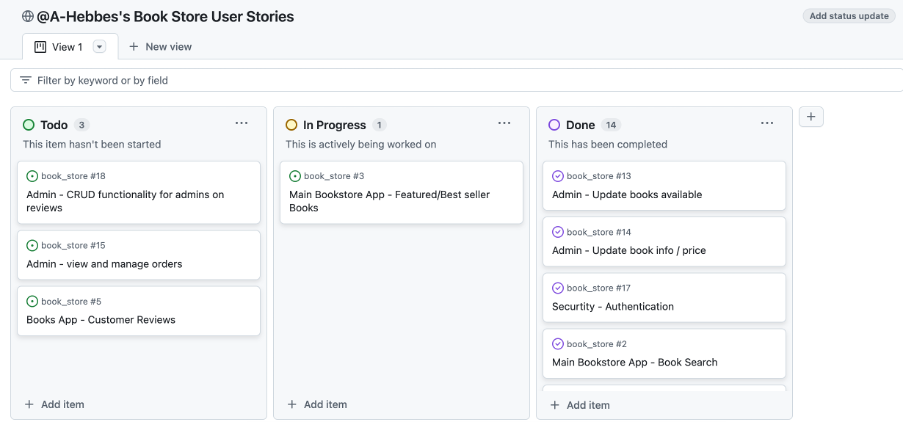 @A-Hebbes's Book Store User Stories
Add status update
View 1
New view
Filter by keyword or by field
Todo 3
This item hasn't been started
book_store #18
Admin - CRUD functionality for admins on
reviews
book_store #15
Admin - view and manage orders
book_store #5
Books App - Customer Reviews
Add item
In Progress 1
This is actively being worked on
book_store #3
Main Bookstore App - Featured/Best seller
Books
Add item
Done 14
This has been completed
book_store #13
Admin - Update books available
book_store #14
Admin - Update book info / price
book_store #17
Securtity - Authentication
book_store #2
Main Bookstore App - Book Search
Add item